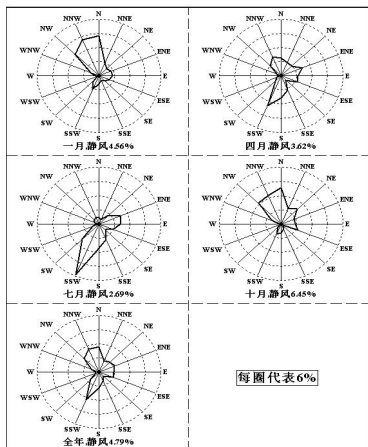 N
NNW NNE
NW NE
WNW ENE
W E
WSW ESE
SW SE
SSW SSE
S
一月,静风4.56%
N
NNW NNE
NW NE
WNW ENE
W E
WSW ESE
SW SE
SSW SSE
S
四月,静风3.62%
N
NNW NNE
NW NE
WNW ENE
W E
WSW ESE
SW SE
SSW SSE
S
七月,静风2.69%
N
NNW NNE
NW NE
WNW ENE
W E
WSW ESE
SW SE
SSW SSE
S
十月,静风6.45%
N
NNW NNE
NW NE
WNW ENE
W E
WSW ESE
SW SE
SSW SSE
S
全年,静风4.79%
每圈代表6%